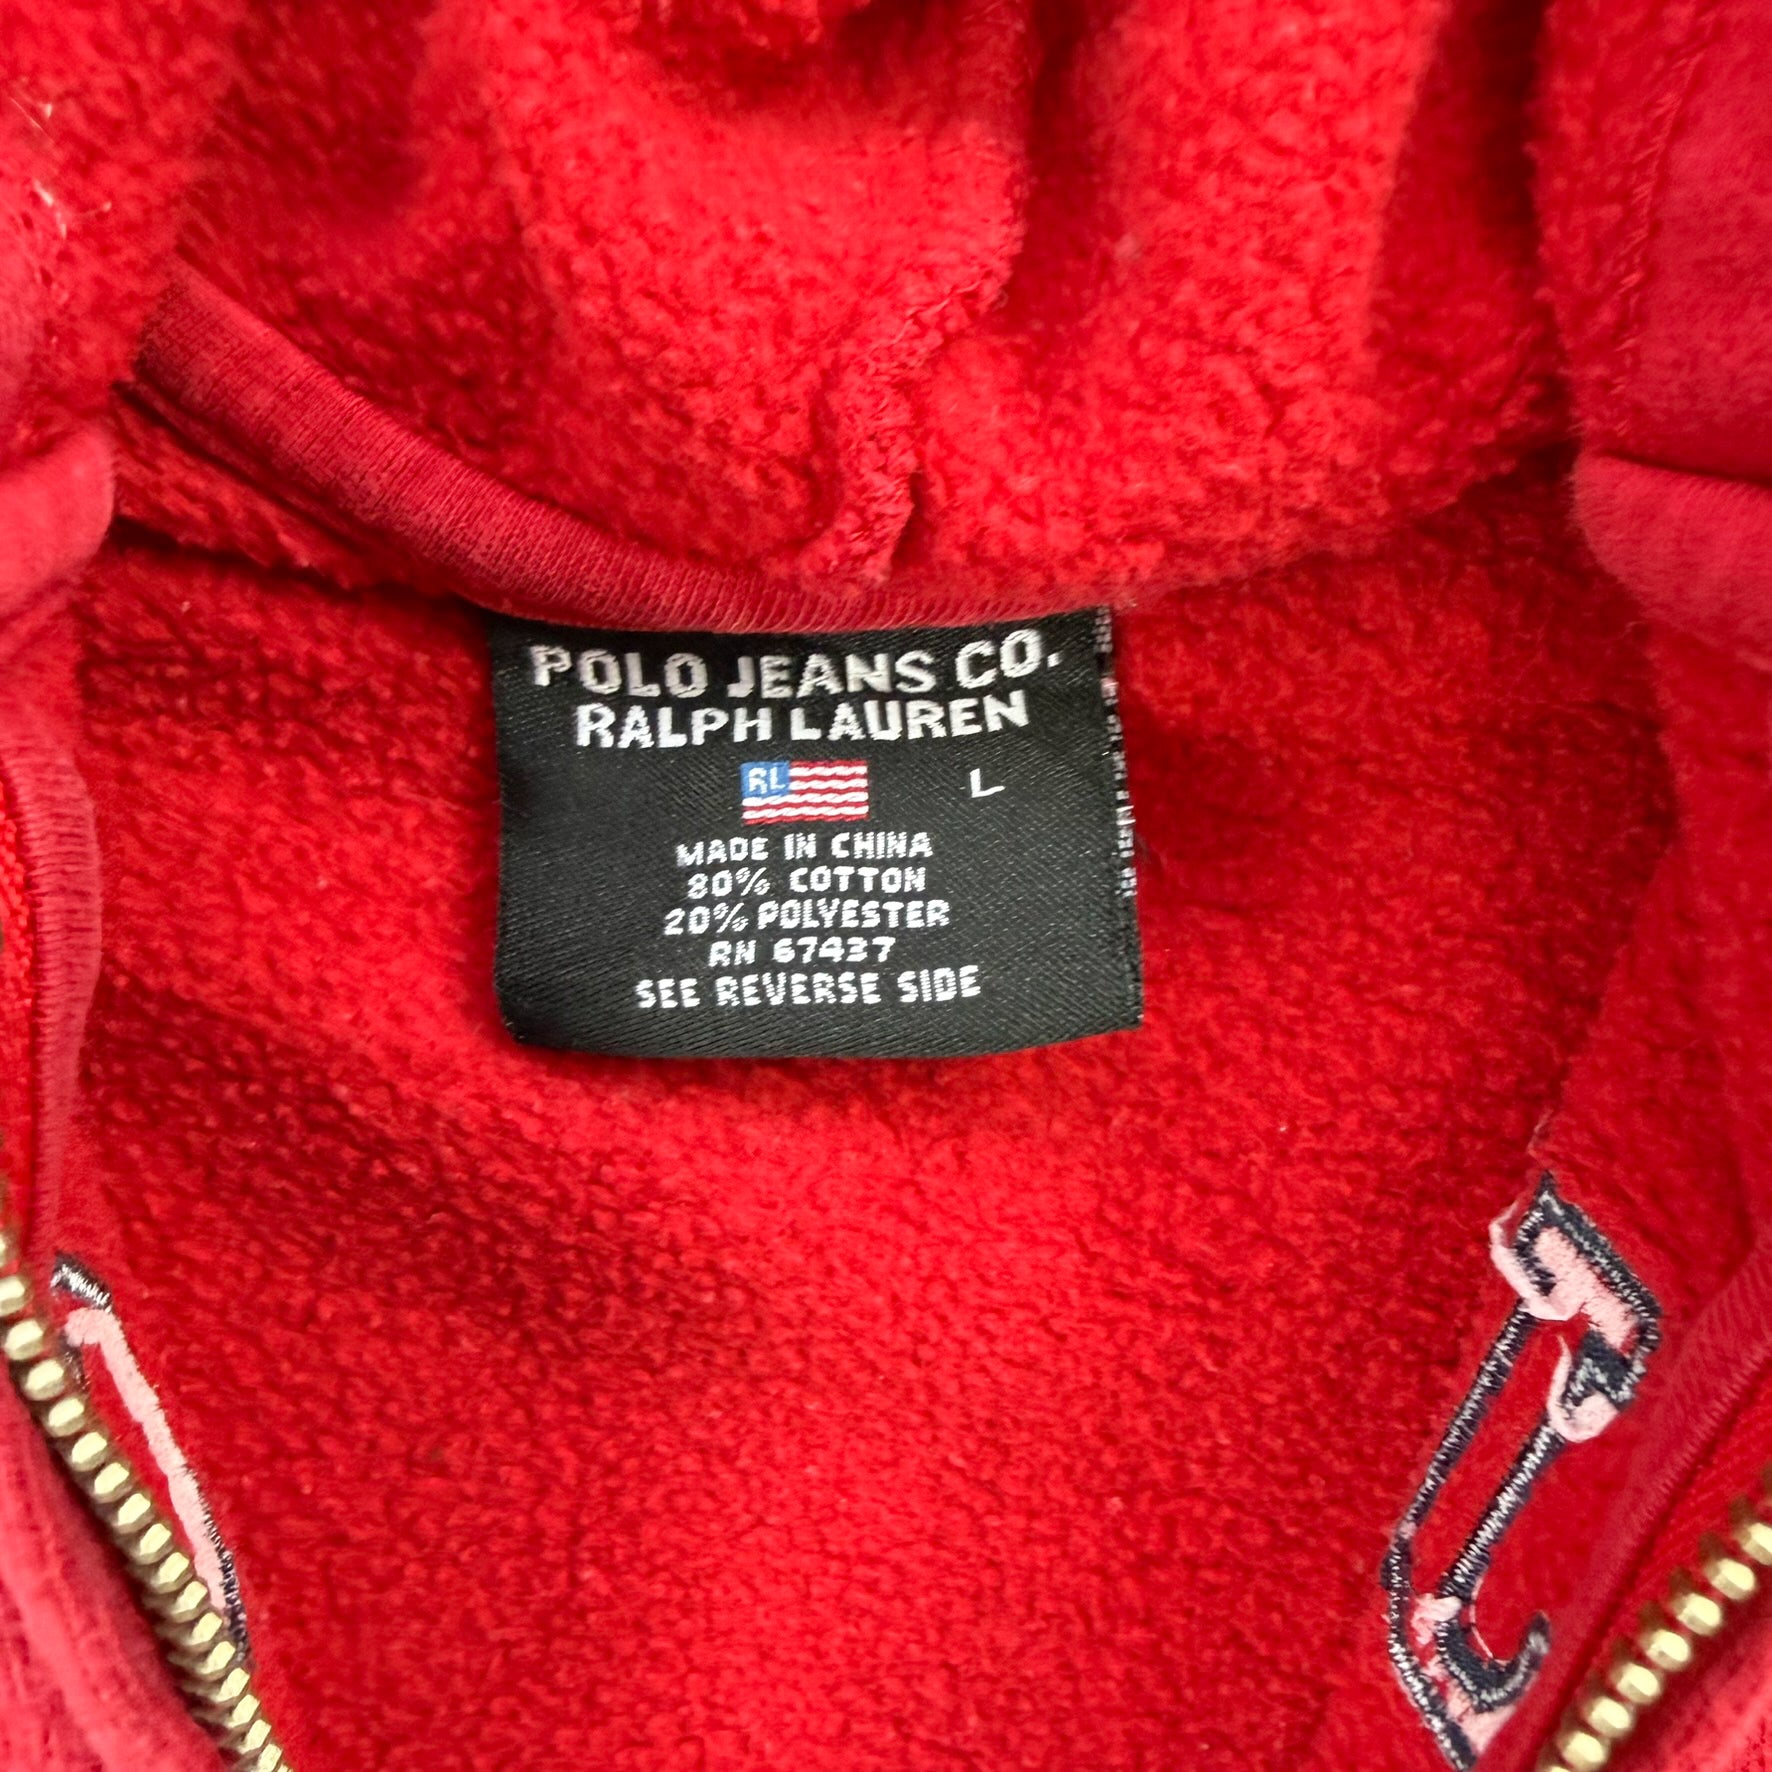 POLO JEANS CO.
RALPH LAUREN
RL
L
MADE IN CHINA
80% COTTON
20% POLYESTER
RN 67437
SEE REVERSE SIDE